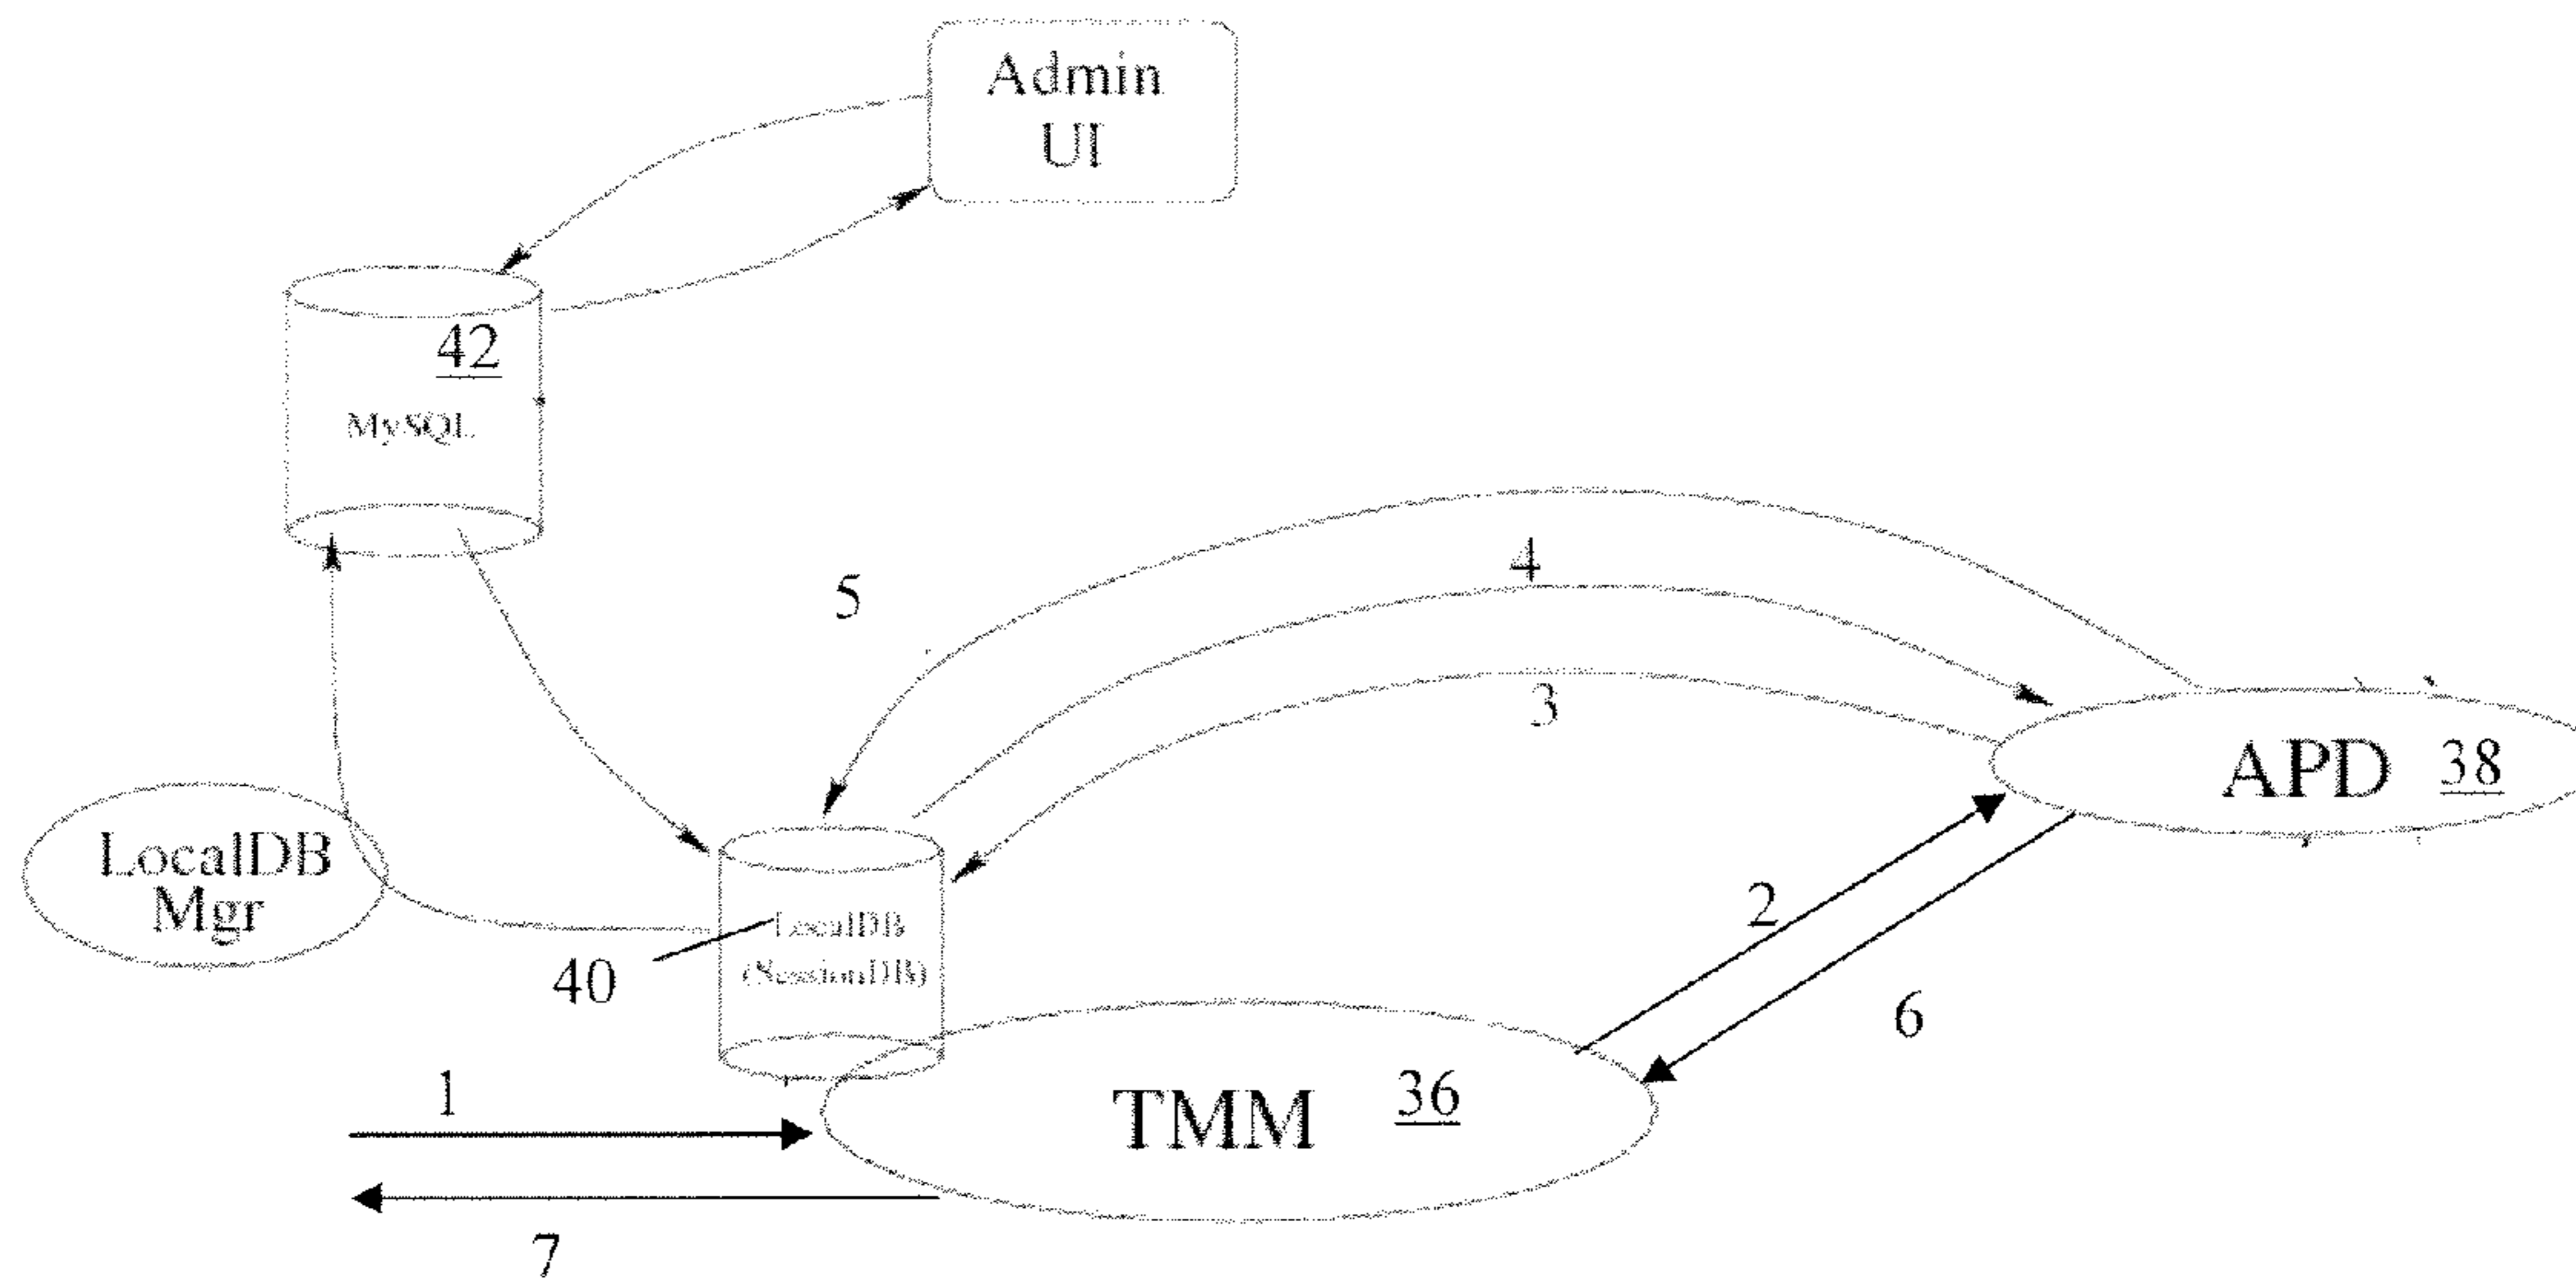 Admin
UI
42
MySQL
5
4
3
APD 38
LocalDB
Mgr
LocalDB
(SessionDB)
40
2
6
1
TMM 36
7